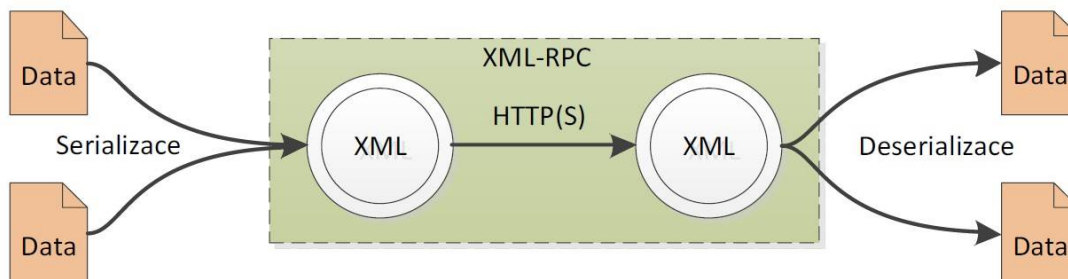 Data
Data
Serializace
XML-RPC
HTTP(S)
XML
XML
Deserializace
Data
Data